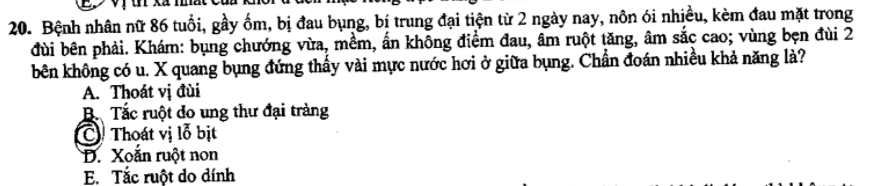 20. Bệnh nhân nữ 86 tuổi, gầy ốm, bị đau bụng, bí trung đại tiện từ 2 ngày nay, nôn ói nhiều, kèm đau mặt trong
đùi bên phải. Khám: bụng chướng vừa, mềm, ấn không điểm đau, âm ruột tăng, âm sắc cao; vùng bẹn đùi 2
bên không có u. X quang bụng đứng thấy vài mực nước hơi ở giữa bụng. Chẩn đoán nhiều khả năng là?
A. Thoát vị đùi
B. Tắc ruột do ung thư đại tràng
C. Thoát vị lỗ bịt
D. Xoắn ruột non
E. Tắc ruột do dính